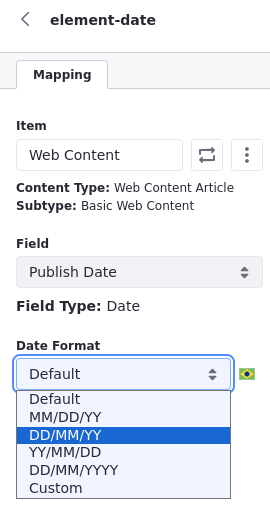 element-date
Mapping
Item
Web Content
Content Type: Web Content Article
Subtype: Basic Web Content
Field
Publish Date
Field Type: Date
Date Format
Default
Default
MM/DD/YY
DD/MM/YY
YY/MM/DD
DD/MM/YYYY
Custom